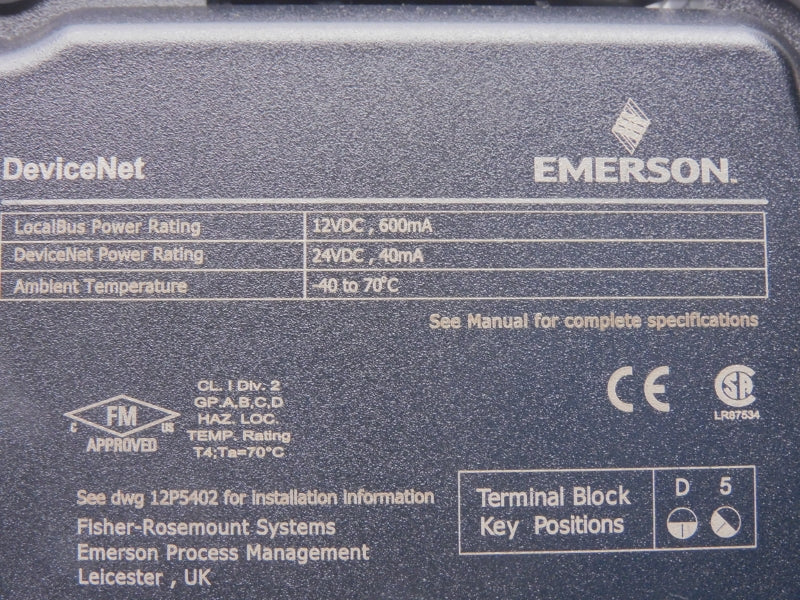 DeviceNet
EMERSON.
LocalBus Power Rating 12VDC , 600mA
DeviceNet Power Rating 24VDC , 40mA
Ambient Temperature -40 to 70°C
See Manual for complete specifications
CL. I Div. 2
GP.A,B,C,D
HAZ. LOC.
TEMP. Rating
T4;Ta=70°C
C FM US
APPROVED
CE
SA
LR87534
See dwg 12P5402 for installation information
Fisher-Rosemount Systems
Emerson Process Management
Leicester , UK
Terminal Block
Key Positions
D 5